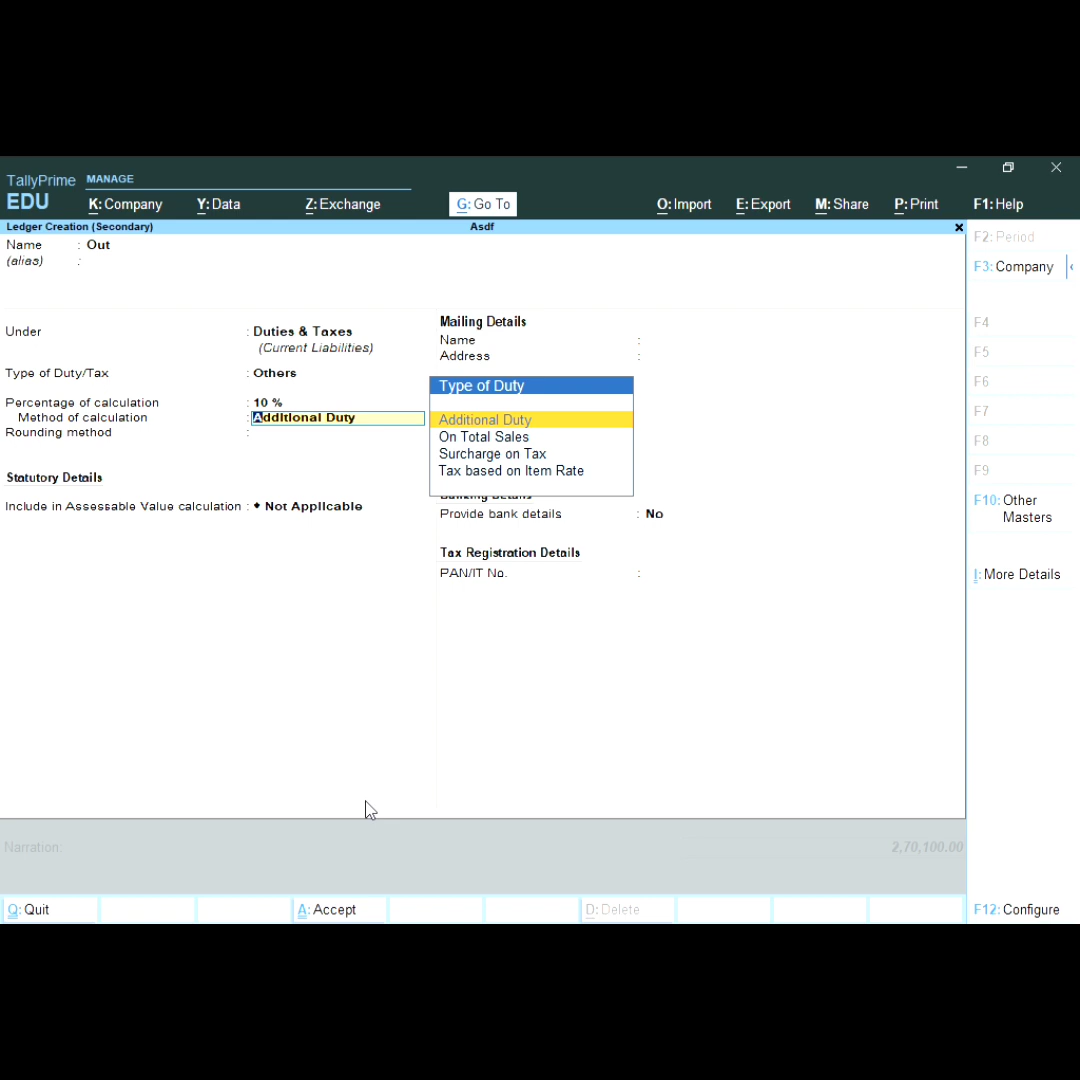 TallyPrime
EDU
MANAGE
K: Company
Y: Data
Z: Exchange
G: Go To
O: Import
E: Export
M: Share
P: Print
F1: Help
Ledger Creation (Secondary)
Asdf
Name : Out
(alias) :
Under : Duties & Taxes
(Current Liabilities)
Type of Duty/Tax : Others
Percentage of calculation : 10 %
Method of calculation : Additional Duty
Rounding method :
Statutory Details
Include in Assessable Value calculation : ♦ Not Applicable
Mailing Details
Name :
Address :
Type of Duty
Additional Duty
On Total Sales
Surcharge on Tax
Tax based on Item Rate
Banking Details
Provide bank details : No
Tax Registration Details
PAN/IT No. :
F2: Period
F3: Company
F4
F5
F6
F7
F8
F9
F10: Other
Masters
I: More Details
Narration:
2,70,100.00
Q: Quit
A: Accept
D: Delete
F12: Configure